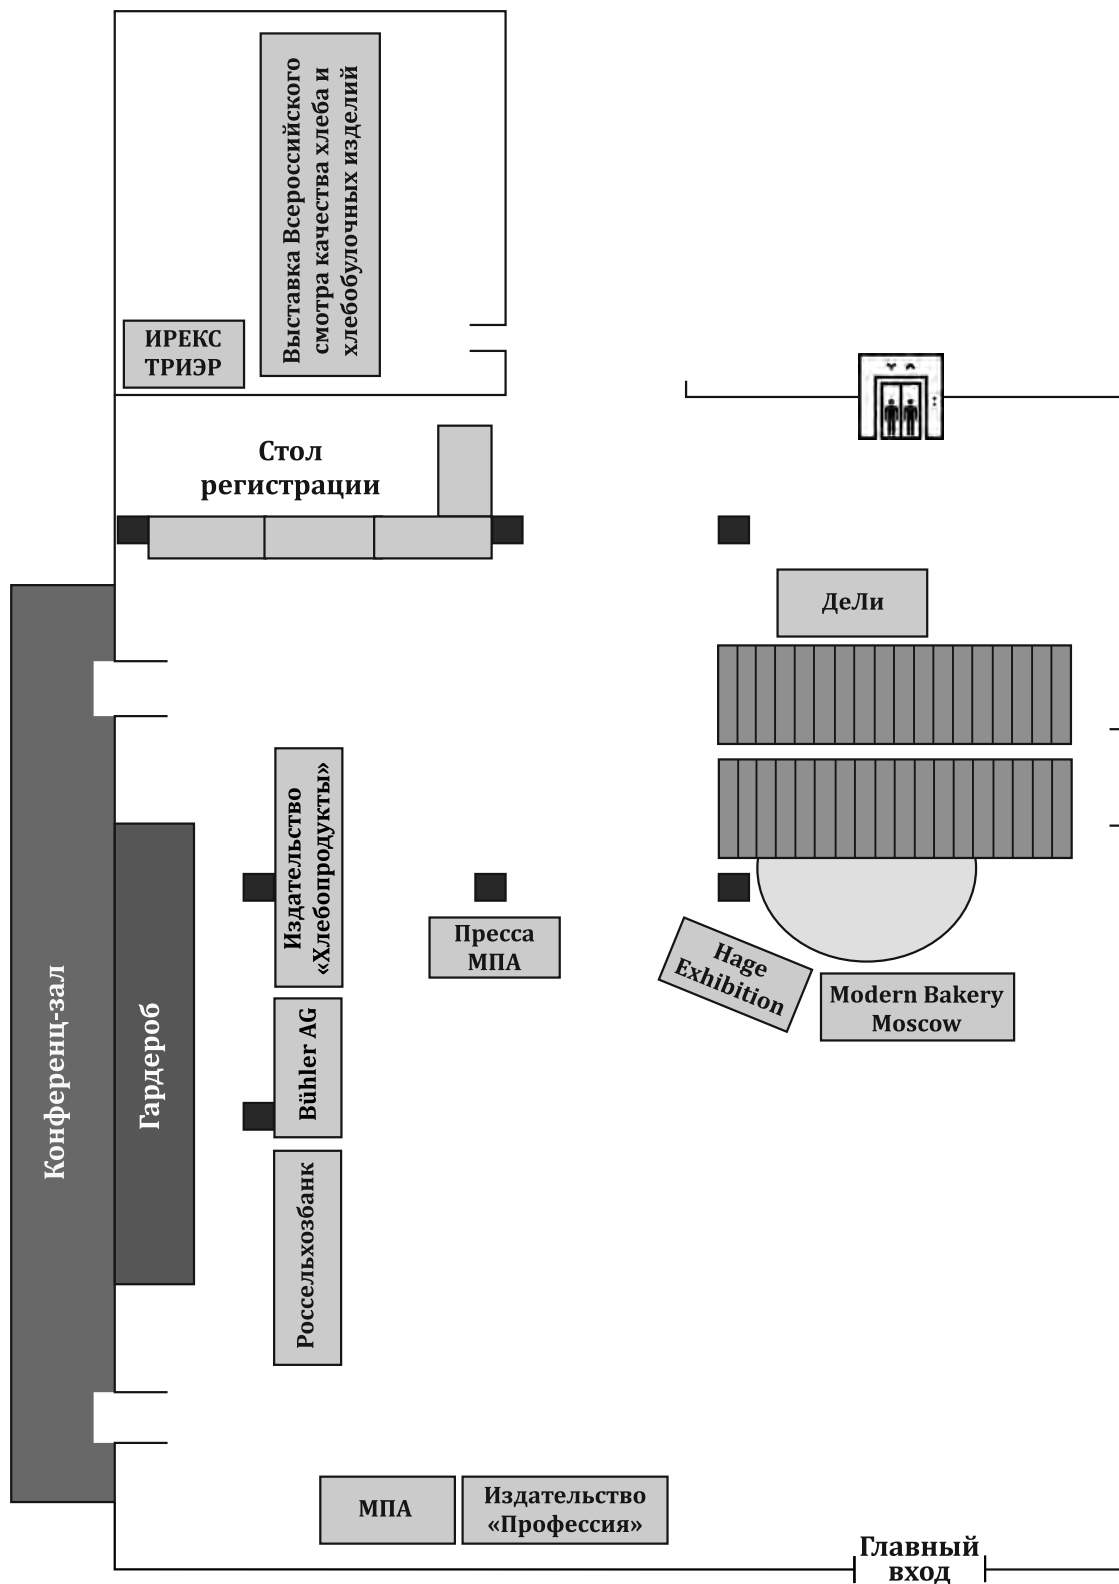 Выставка Всероссийского
смотра качества хлеба и
хлебобулочных изделий
ИРЕКС
ТРИЭР
Стол
регистрации
ДеЛи
Издательство
«Хлебопродукты»
Пресса
МПА
Hage
Exhibition
Modern Bakery
Moscow
Конференц-зал
Гардероб
Bühler AG
Россельхозбанк
МПА
Издательство
«Профессия»
Главный
вход